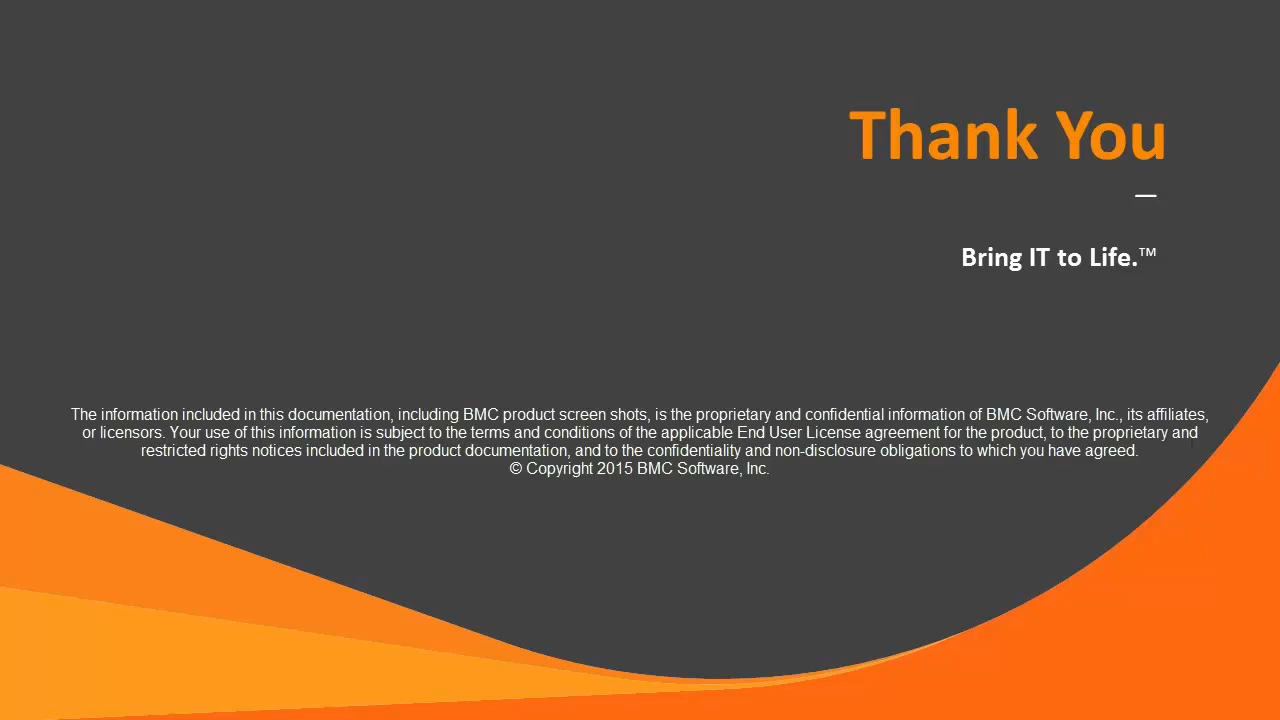 Thank You
—
Bring IT to Life.™
The information included in this documentation, including BMC product screen shots, is the proprietary and confidential information of BMC Software, Inc., its affiliates,
or licensors. Your use of this information is subject to the terms and conditions of the applicable End User License agreement for the product, to the proprietary and
restricted rights notices included in the product documentation, and to the confidentiality and non-disclosure obligations to which you have agreed.
© Copyright 2015 BMC Software, Inc.